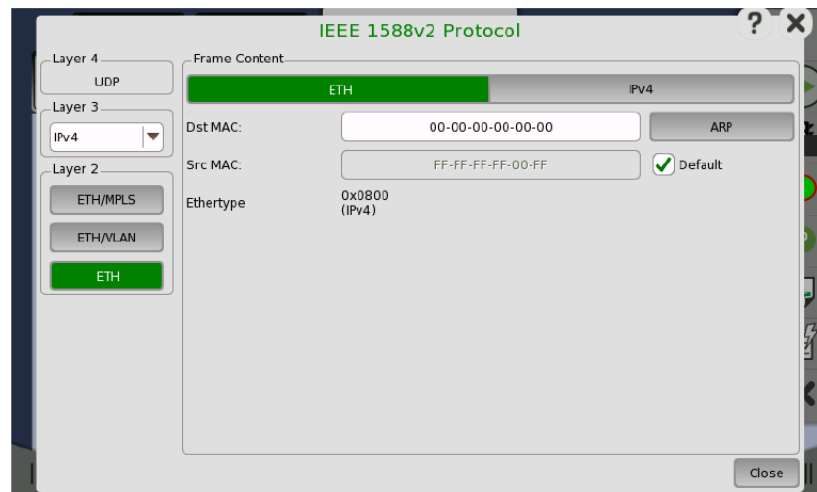 IEEE 1588v2 Protocol
?
Layer 4
UDP
Layer 3
IPv4
Layer 2
ETH/MPLS
ETH/VLAN
ETH
Frame Content
ETH
IPv4
Dst MAC:
00-00-00-00-00-00
ARP
Src MAC:
FF-FF-FF-FF-00-FF
Default
Ethertype
0x0800
(IPv4)
Close